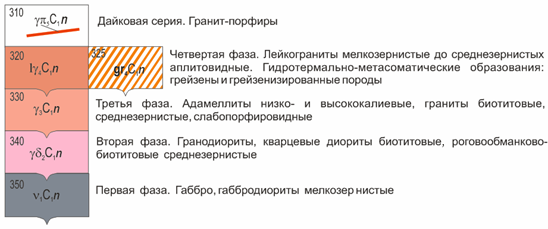 310
γπ₅C₁n
Дайковая серия. Гранит-порфиры
320
lγ₄C₁n
325
gr₄C₁n
Четвертая фаза. Лейкограниты мелкозернистые до среднезернистых
аплитовидные. Гидротермально-метасоматические образования:
грейзены и грейзенизированные породы
330
γ₃C₁n
Третья фаза. Адамеллиты низко- и высококалиевые, граниты биотитовые,
среднезернистые, слабопорфировидные
340
γδ₂C₁n
Вторая фаза. Гранодиориты, кварцевые диориты биотитовые, роговообманково-
биотитовые среднезернистые
350
ν₁C₁n
Первая фаза. Габбро, габбродиориты мелкозер нистые